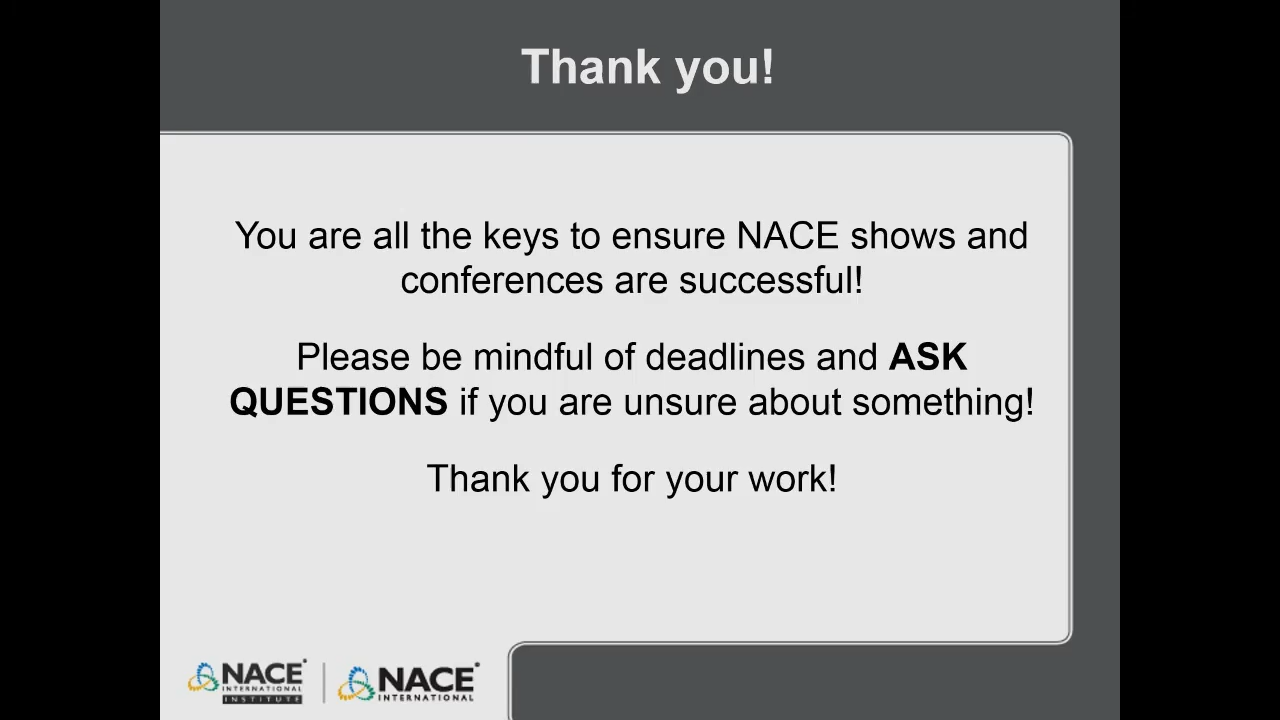 Thank you!
You are all the keys to ensure NACE shows and
conferences are successful!
Please be mindful of deadlines and ASK
QUESTIONS if you are unsure about something!
Thank you for your work!
NACE
INTERNATIONAL
INSTITUTE
NACE
INTERNATIONAL